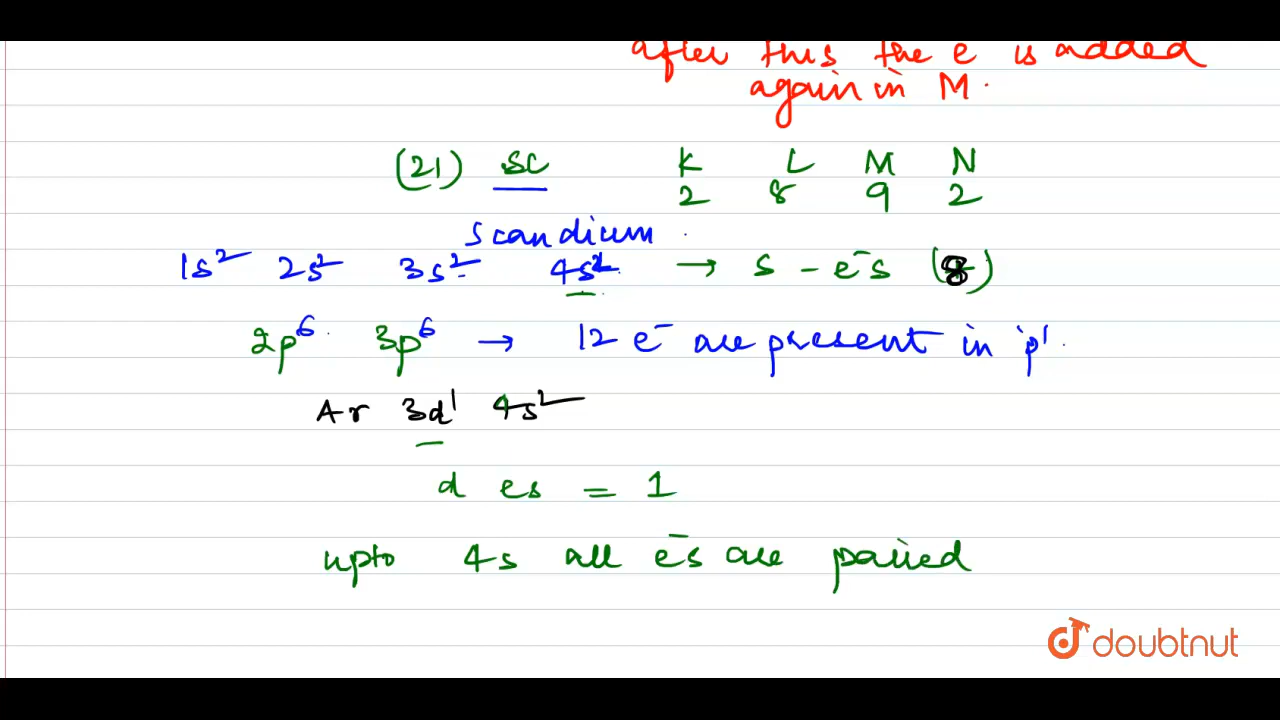 after this the e is added
again in M.
(21) SC K L M N
2 8 9 2
Scandium
1s² 2s² 3s² 4s² → s - e⁻s (8)
2p⁶ 3p⁶ → 12 e⁻ are present in 'p'
Ar 3d¹ 4s²
d es = 1
upto 4s all e⁻s are paired
doubtnut